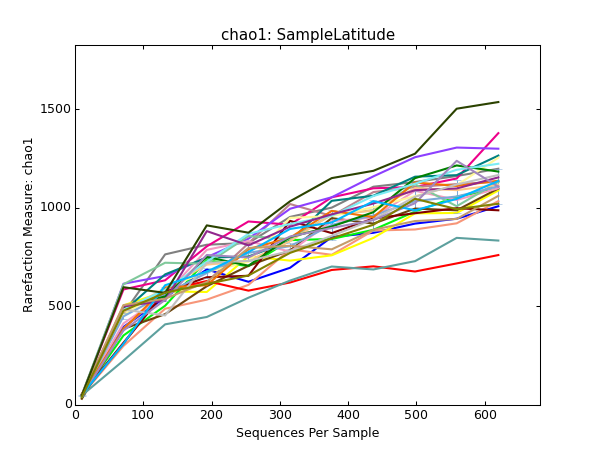 chao1: SampleLatitude
1500
1000
500
0
Rarefaction Measure: chao1
0 100 200 300 400 500 600
Sequences Per Sample